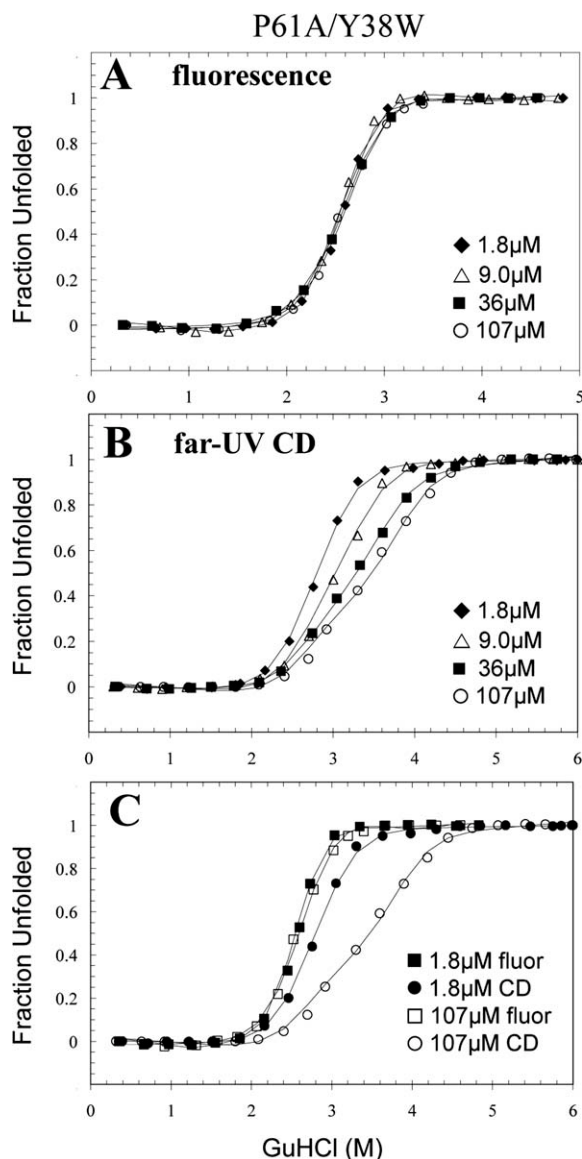 P61A/Y38W
A fluorescence
Fraction Unfolded
1
0.8
0.6
0.4
0.2
0
1.8μM
9.0μM
36μM
107μM
0 1 2 3 4 5
B far-UV CD
Fraction Unfolded
1
0.8
0.6
0.4
0.2
0
1.8μM
9.0μM
36μM
107μM
0 1 2 3 4 5 6
C
Fraction Unfolded
1
0.8
0.6
0.4
0.2
0
1.8μM fluor
1.8μM CD
107μM fluor
107μM CD
0 1 2 3 4 5 6
GuHCl (M)